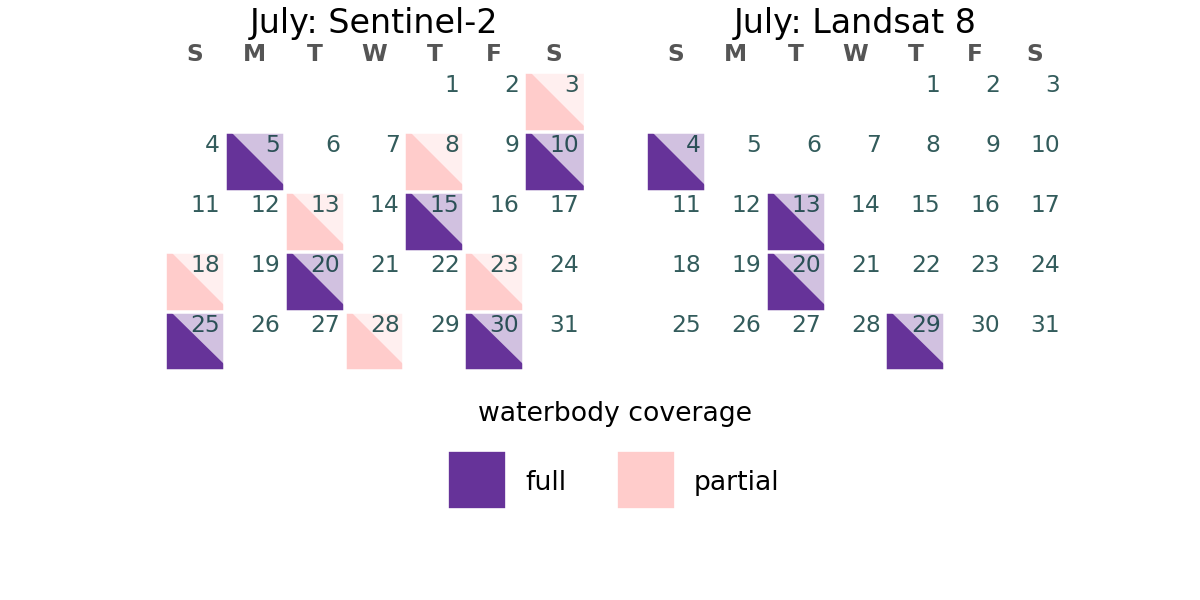 July: Sentinel-2
S M T W T F S
1 2 3
4 5 6 7 8 9 10
11 12 13 14 15 16 17
18 19 20 21 22 23 24
25 26 27 28 29 30 31
July: Landsat 8
S M T W T F S
1 2 3
4 5 6 7 8 9 10
11 12 13 14 15 16 17
18 19 20 21 22 23 24
25 26 27 28 29 30 31
waterbody coverage
full
partial